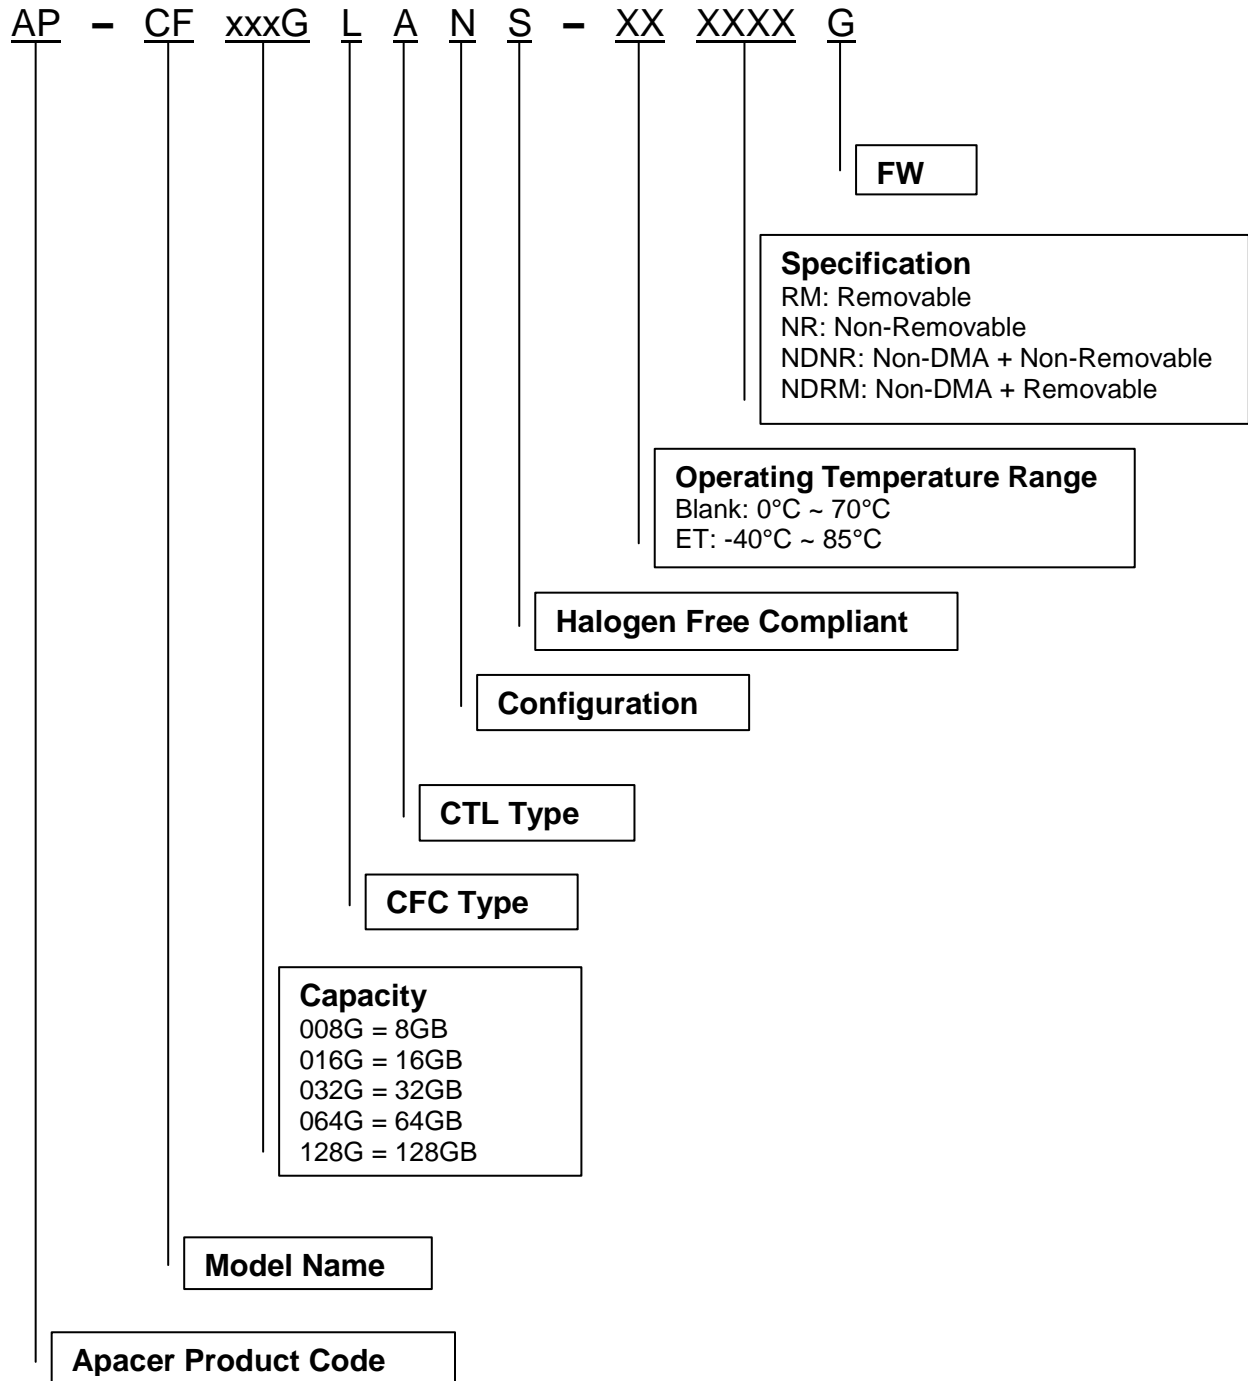 AP – CF xxxG L A N S – XX XXXX G
FW
Specification
RM: Removable
NR: Non-Removable
NDNR: Non-DMA + Non-Removable
NDRM: Non-DMA + Removable
Operating Temperature Range
Blank: 0°C ~ 70°C
ET: -40°C ~ 85°C
Halogen Free Compliant
Configuration
CTL Type
CFC Type
Capacity
008G = 8GB
016G = 16GB
032G = 32GB
064G = 64GB
128G = 128GB
Model Name
Apacer Product Code